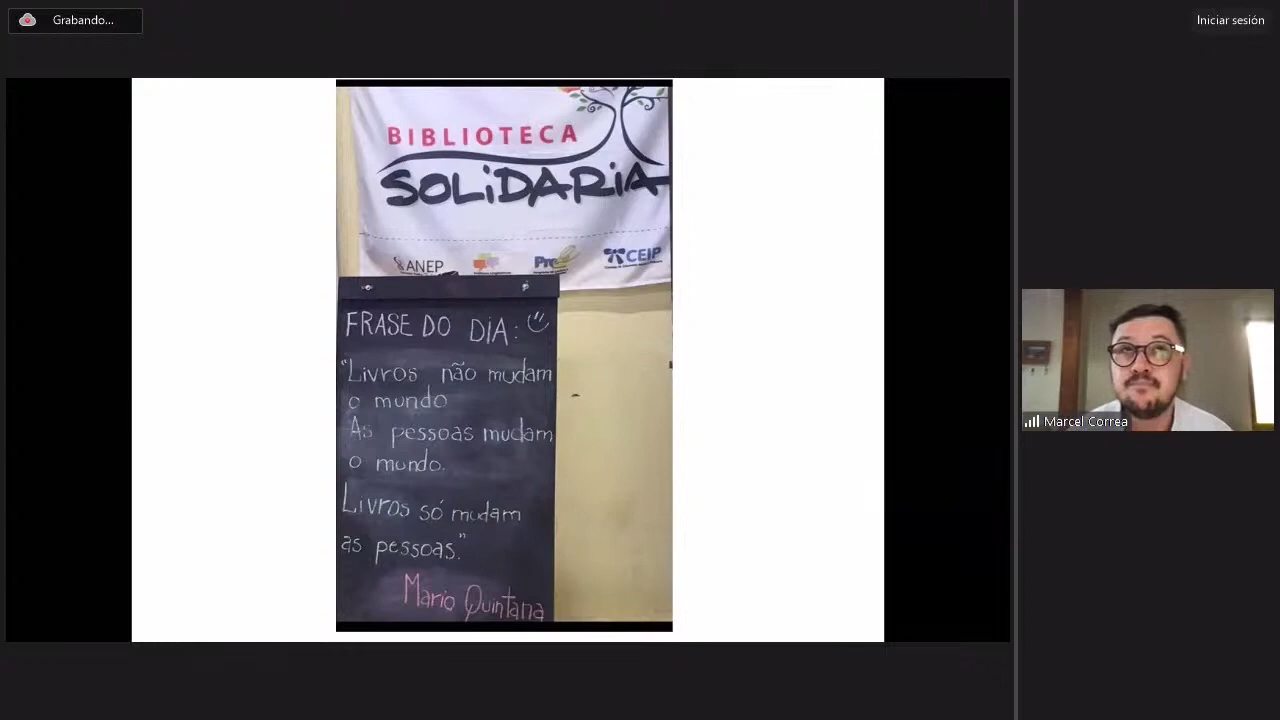 Grabando...
Iniciar sesión
BIBLIOTECA
SOLiDARiA
ANEP
CEIP
FRASE DO DIA:
"Livros não mudam
o mundo
As pessoas mudam
o mundo.
Livros só mudam
as pessoas."
Mario Quintana
Marcel Correa